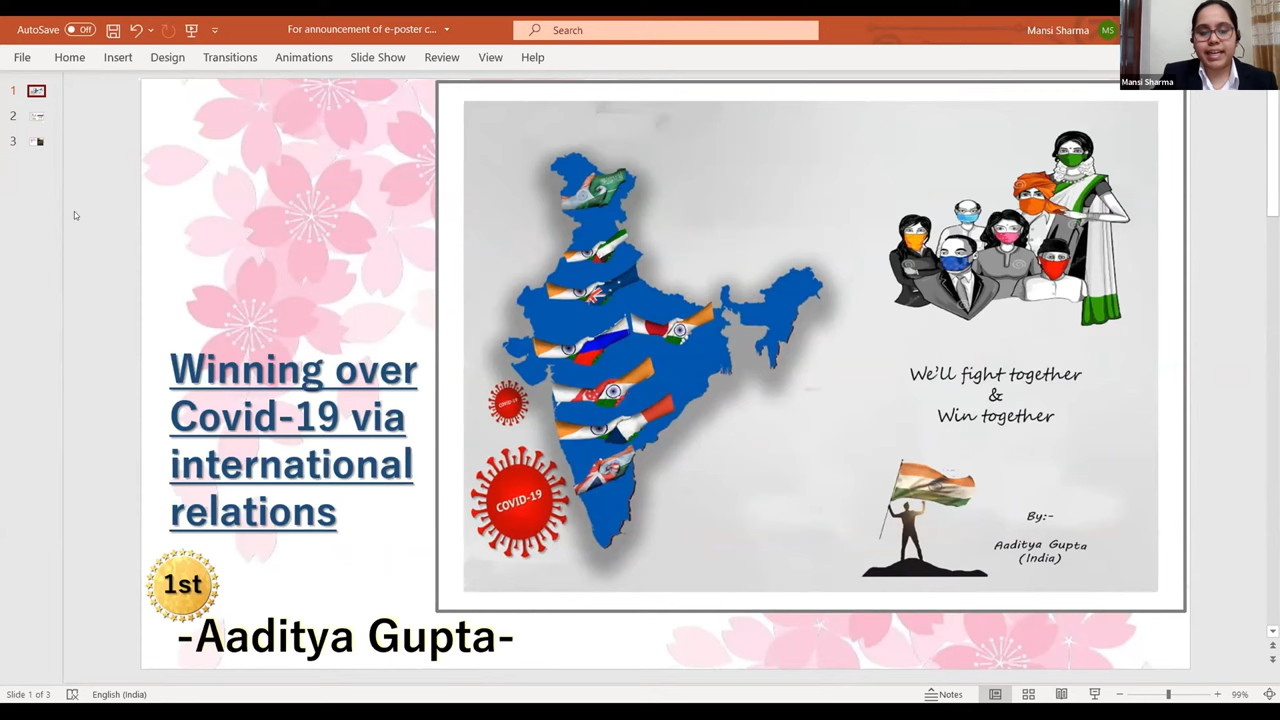 AutoSave Off
For announcement of e-poster c...
Search
Mansi Sharma MS
File Home Insert Design Transitions Animations Slide Show Review View Help
Mansi Sharma
1
2
3
Winning over
Covid-19 via
international
relations
1st
-Aaditya Gupta-
COVID-19
COVID-19
We'll fight together
&
Win together
By:-
Aaditya Gupta
(India)
Slide 1 of 3 English (India) Notes 99%